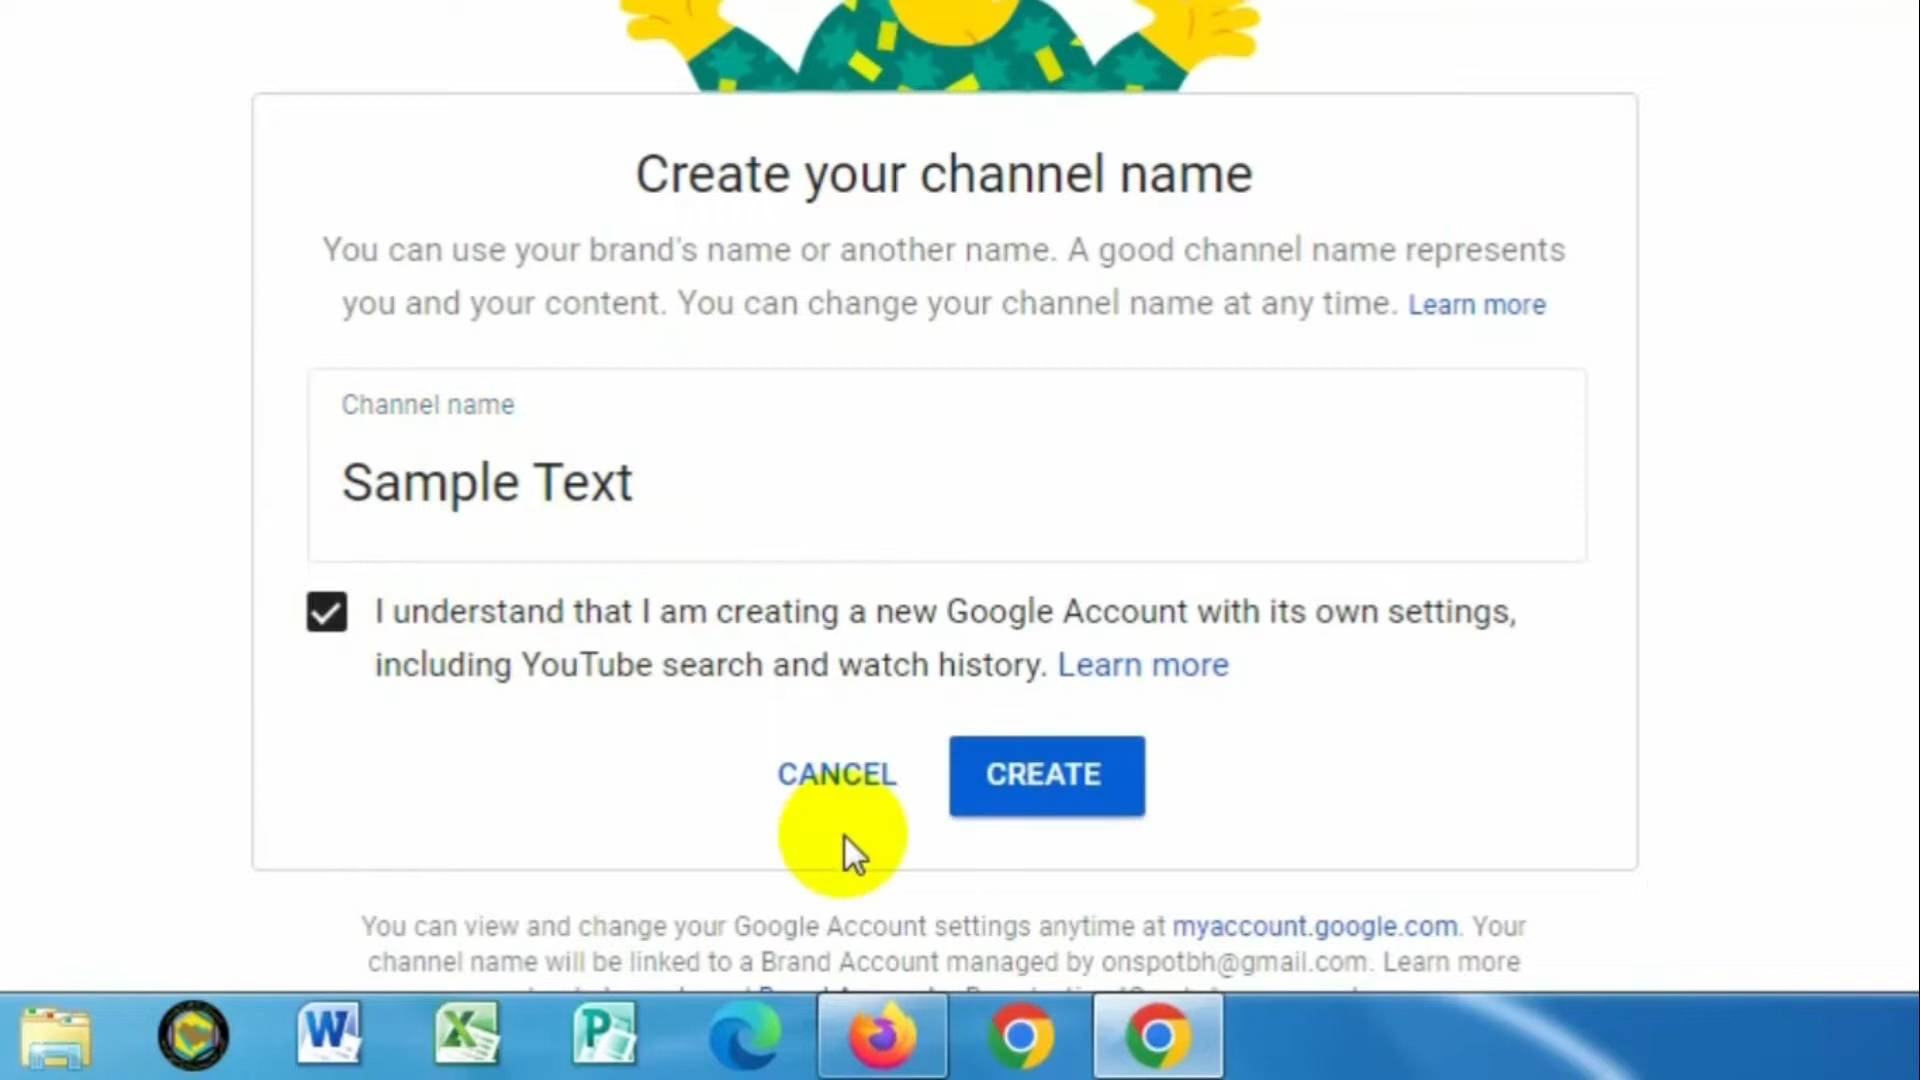 Create your channel name
You can use your brand's name or another name. A good channel name represents
you and your content. You can change your channel name at any time. Learn more
Channel name
Sample Text
I understand that I am creating a new Google Account with its own settings,
including YouTube search and watch history. Learn more
CANCEL CREATE
You can view and change your Google Account settings anytime at myaccount.google.com. Your
channel name will be linked to a Brand Account managed by onspotbh@gmail.com. Learn more